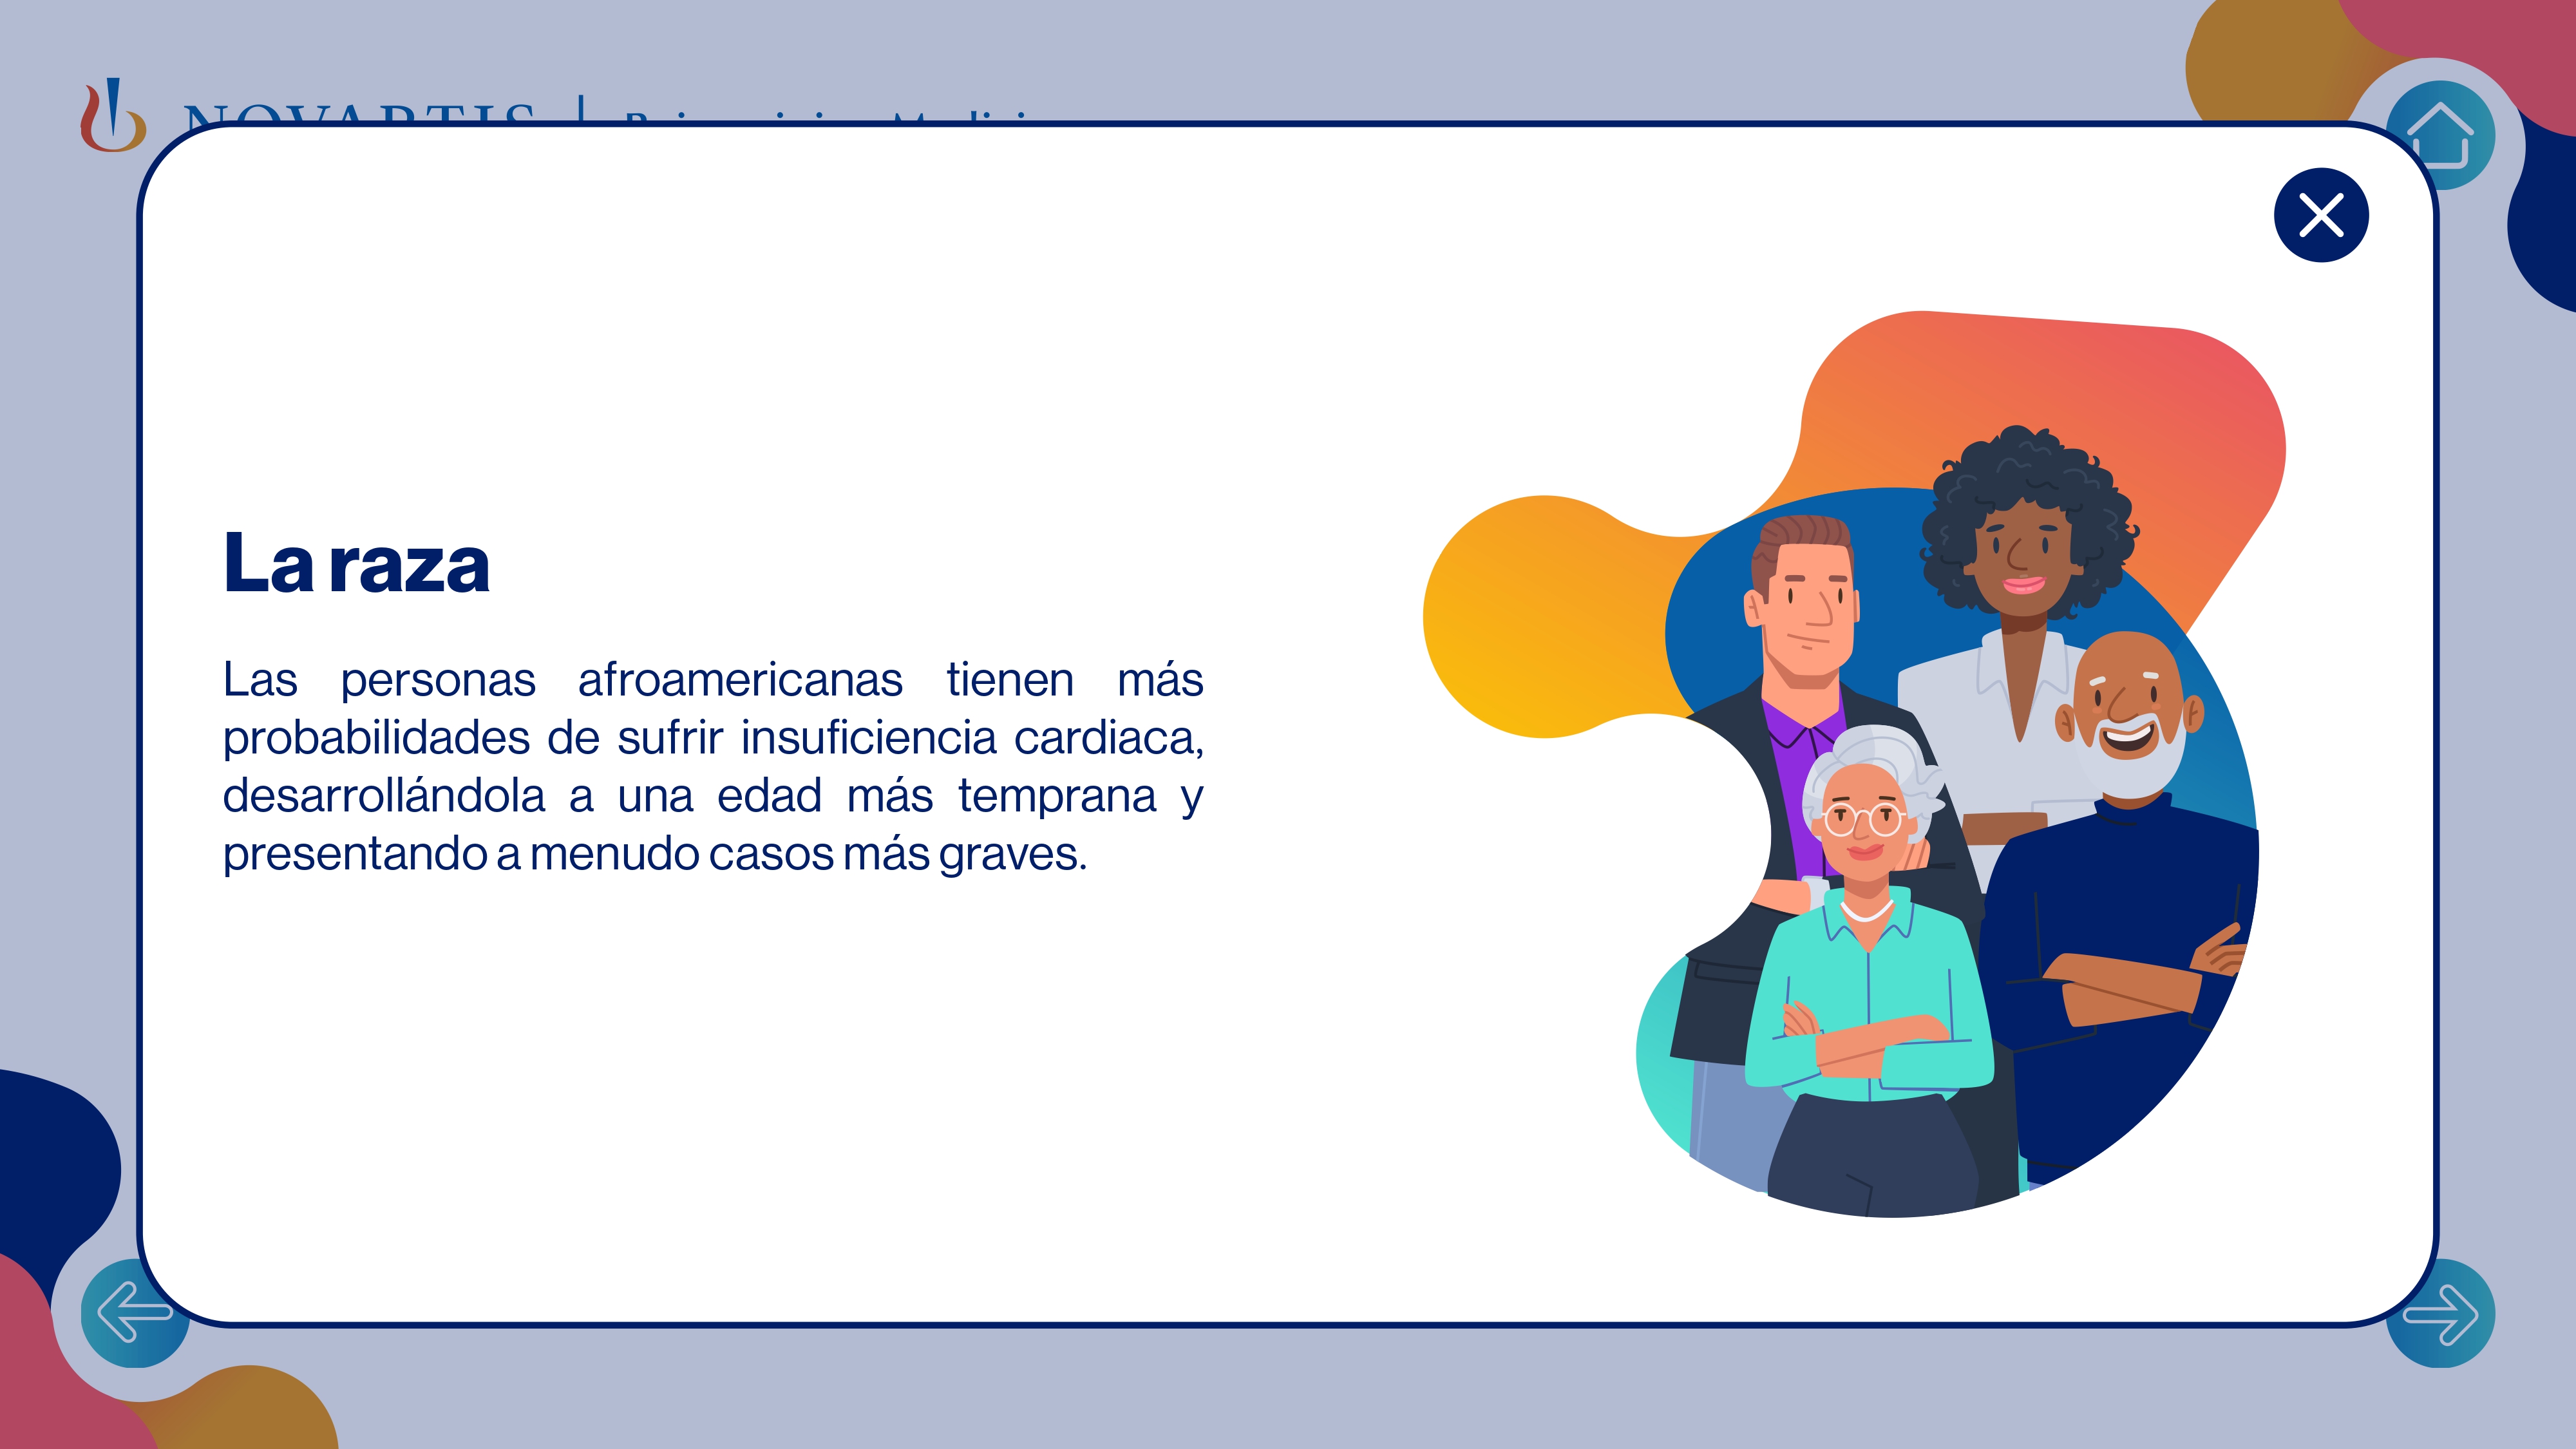 NOVARTIS
La raza
Las personas afroamericanas tienen más
probabilidades de sufrir insuficiencia cardiaca,
desarrollándola a una edad más temprana y
presentando a menudo casos más graves.